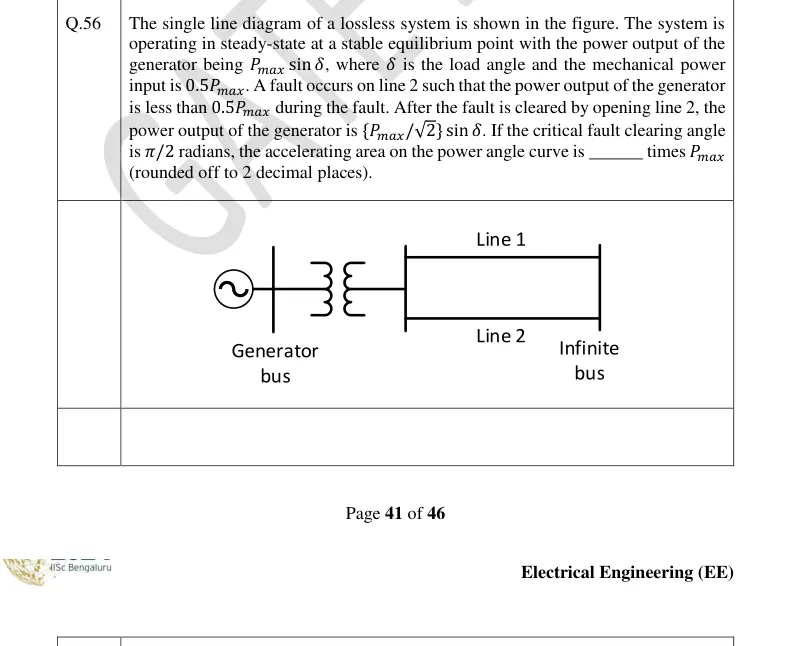 Q.56 The single line diagram of a lossless system is shown in the figure. The system is
operating in steady-state at a stable equilibrium point with the power output of the
generator being P_max sin δ, where δ is the load angle and the mechanical power
input is 0.5P_max. A fault occurs on line 2 such that the power output of the generator
is less than 0.5P_max during the fault. After the fault is cleared by opening line 2, the
power output of the generator is {P_max/√2} sin δ. If the critical fault clearing angle
is π/2 radians, the accelerating area on the power angle curve is ______ times P_max
(rounded off to 2 decimal places).
Line 1
Line 2
Generator
bus
Infinite
bus
Page 41 of 46
IISc Bengaluru
Electrical Engineering (EE)